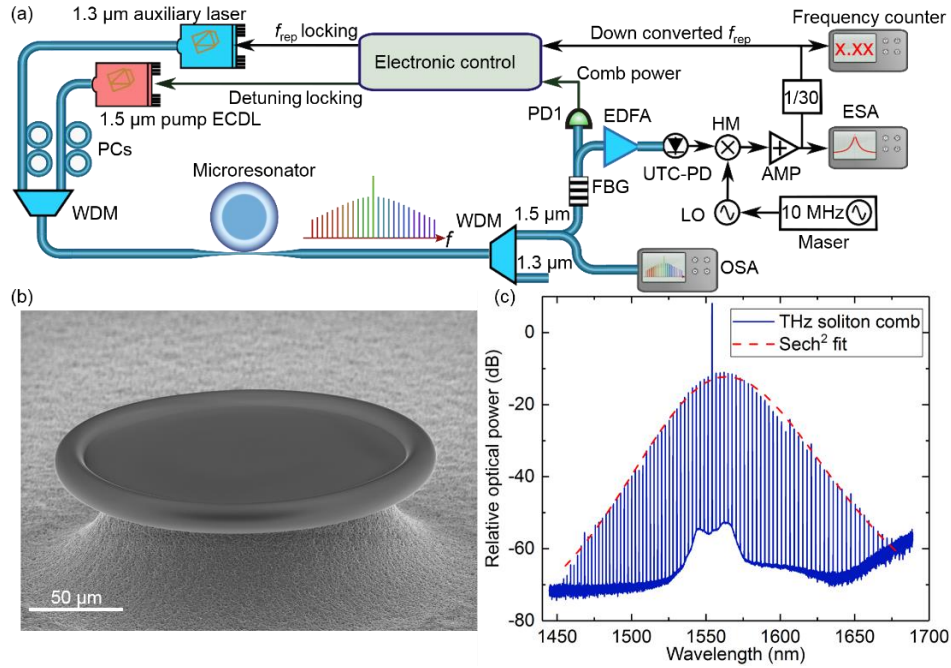 (a)
1.3 µm auxiliary laser
f_rep locking
Down converted f_rep
Frequency counter
X.XX
Electronic control
Comb power
Detuning locking
1.5 µm pump ECDL
PD1
EDFA
1/30
HM
ESA
PCs
UTC-PD
AMP
Microresonator
FBG
WDM
WDM
1.5 µm
LO
10 MHz
Maser
f
1.3 µm
OSA
(b)
50 µm
(c)
THz soliton comb
Sech² fit
Relative optical power (dB)
0
-20
-40
-60
-80
1450 1500 1550 1600 1650 1700
Wavelength (nm)